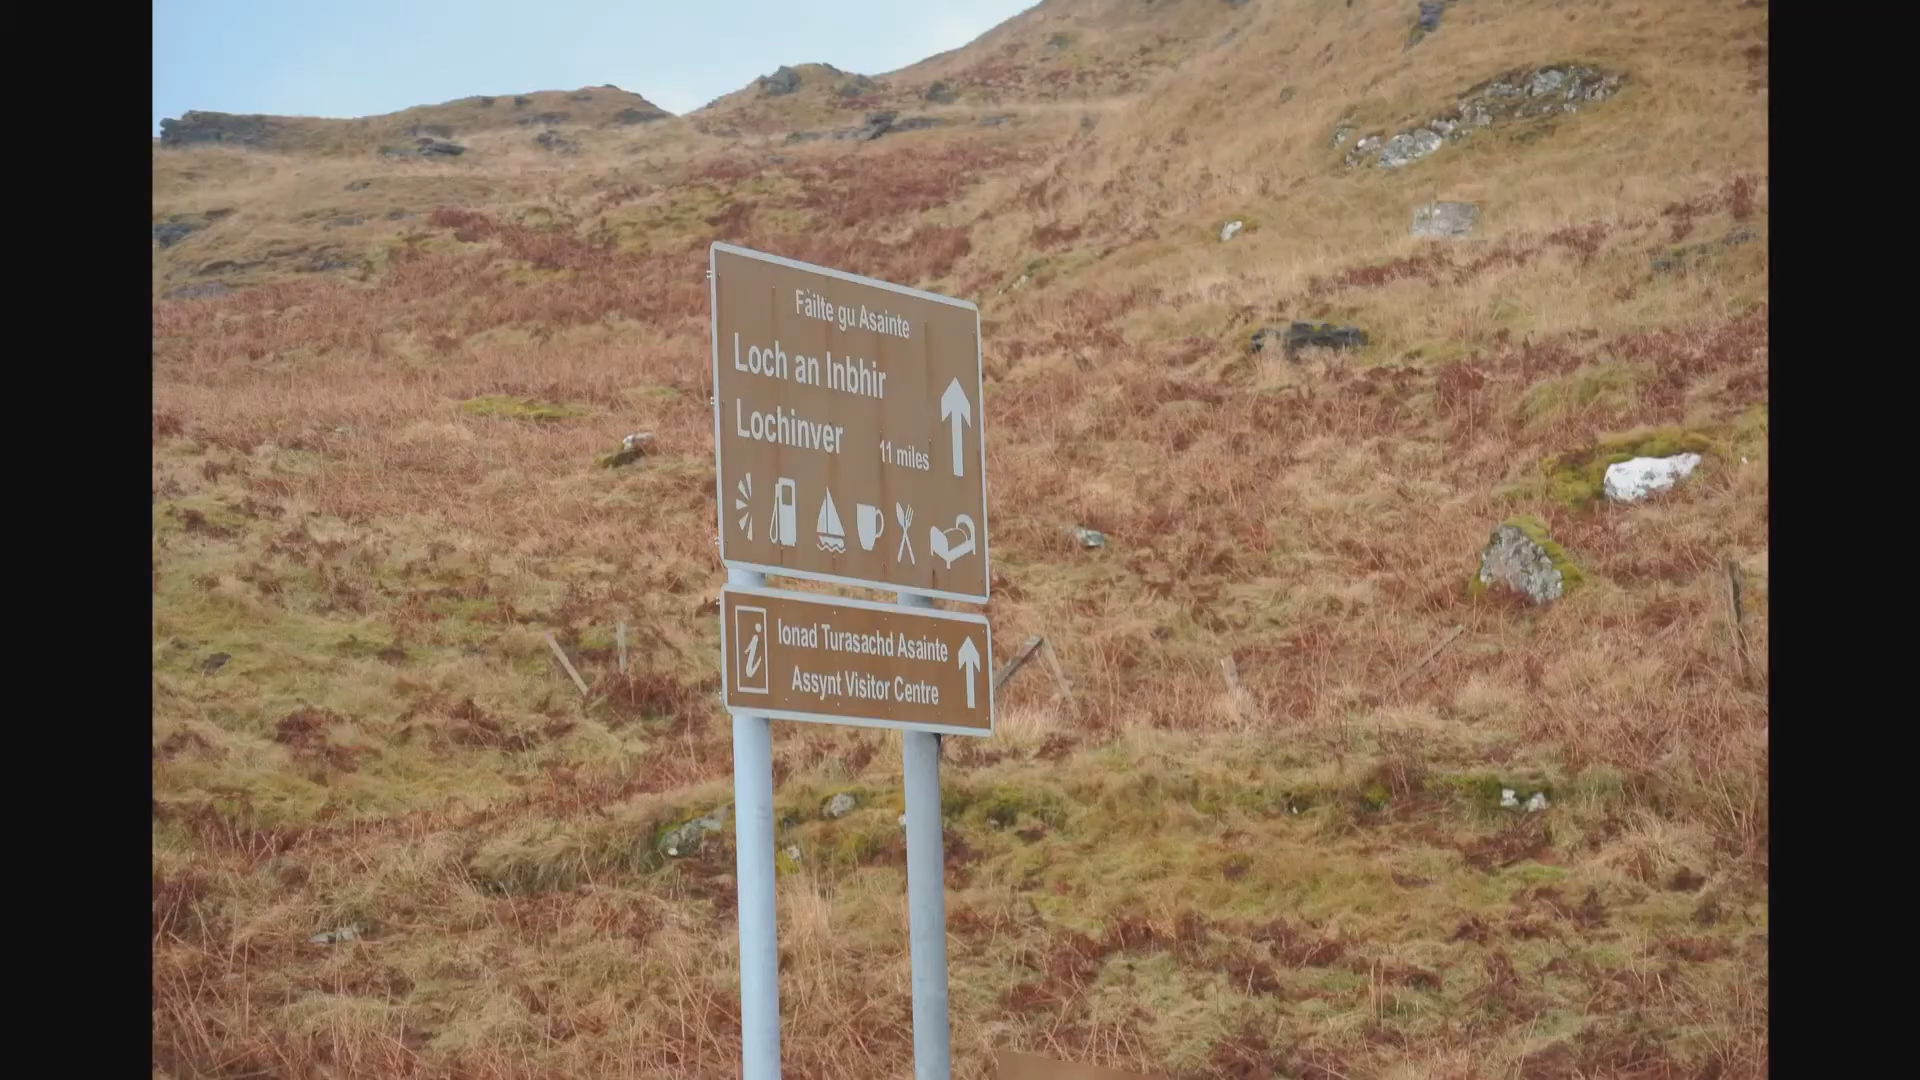 Fàilte gu Asainte
Loch an Inbhir
Lochinver 11 miles
i Ionad Turasachd Asainte
Assynt Visitor Centre